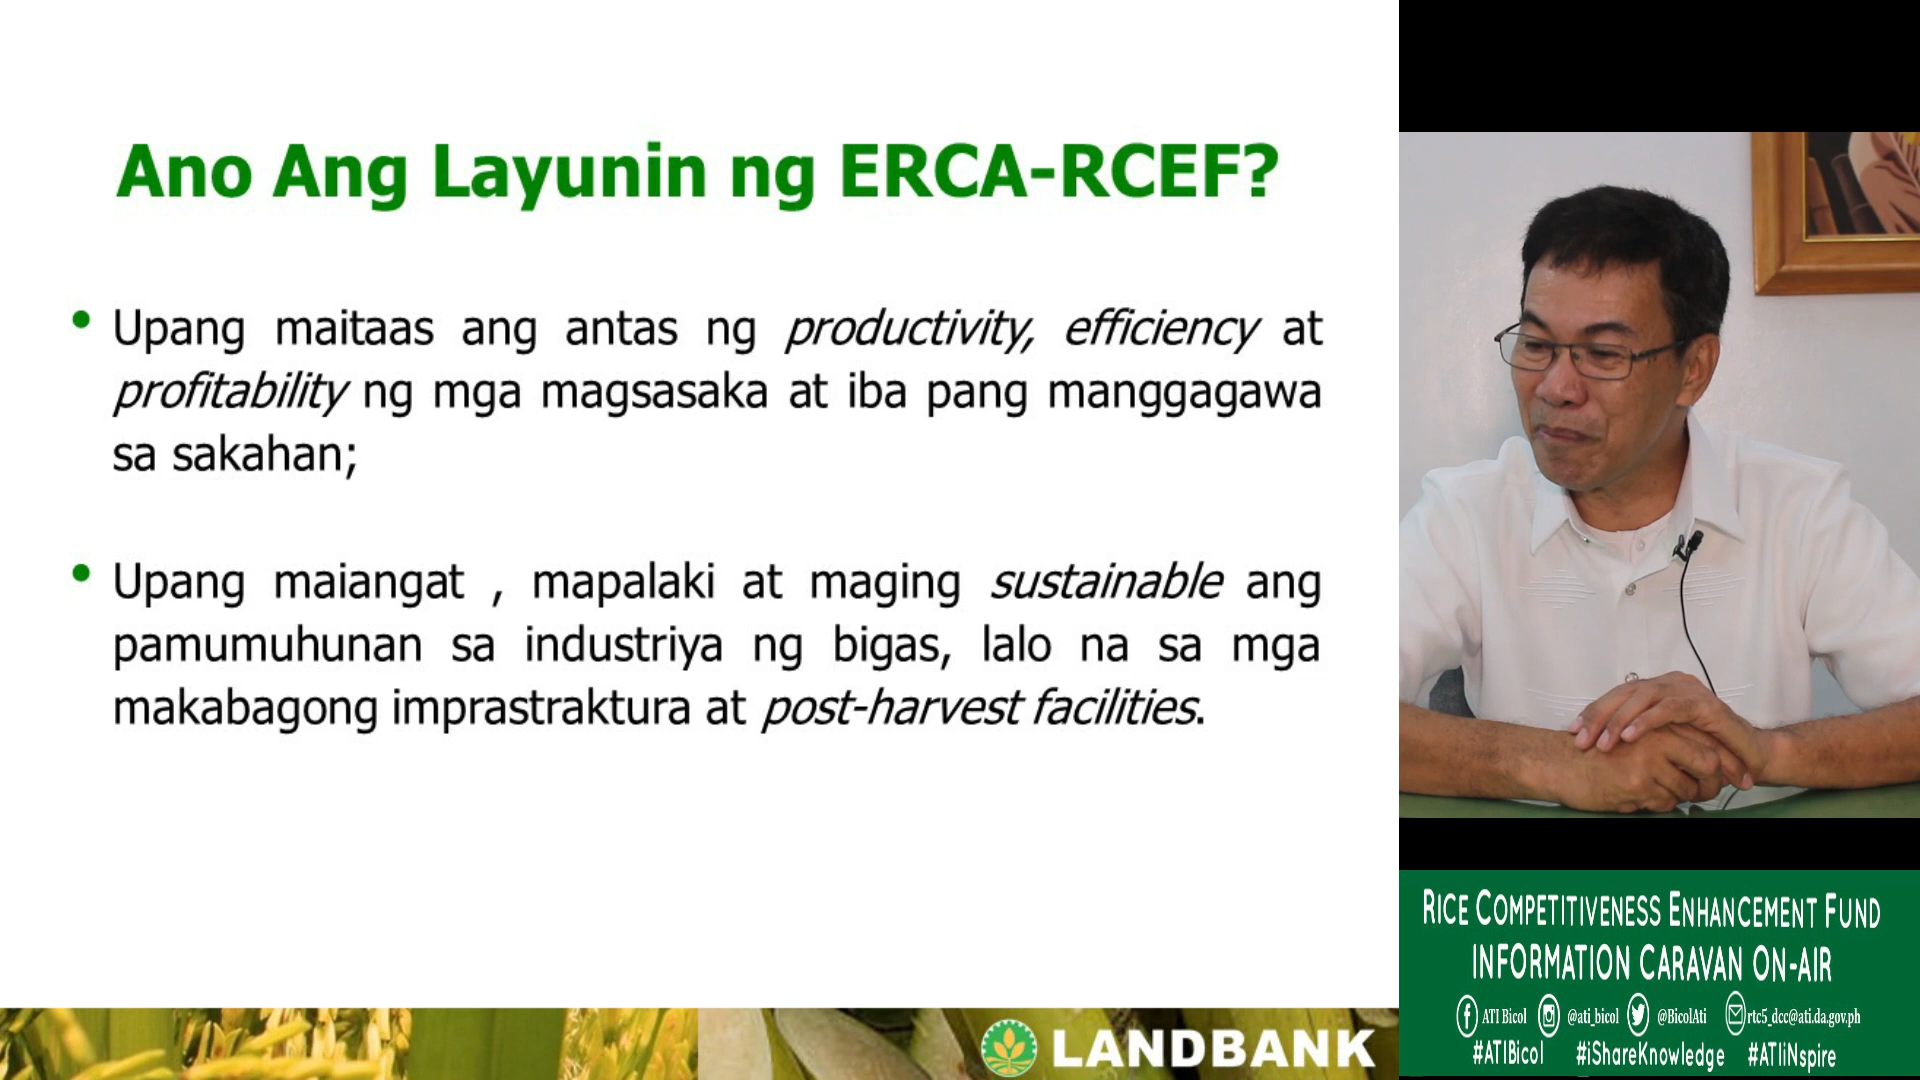 Ano Ang Layunin ng ERCA-RCEF?
• Upang maitaas ang antas ng productivity, efficiency at
profitability ng mga magsasaka at iba pang manggagawa
sa sakahan;
• Upang maiangat , mapalaki at maging sustainable ang
pamumuhunan sa industriya ng bigas, lalo na sa mga
makabagong imprastraktura at post-harvest facilities.
LANDBANK
RICE COMPETITIVENESS ENHANCEMENT FUND
INFORMATION CARAVAN ON-AIR
ATI Bicol @ati_bicol @BicolAti rtc5_dcc@ati.da.gov.ph
#ATIBicol #iShareKnowledge #ATIiNspire